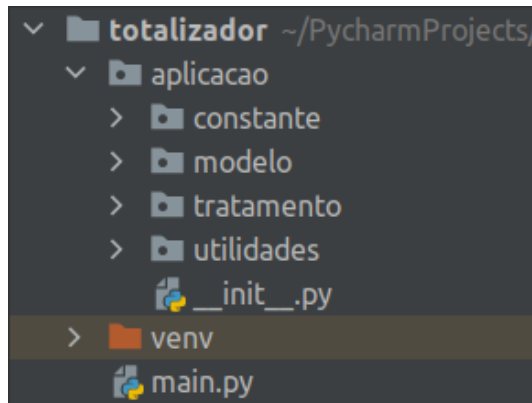 totalizador ~/PycharmProjects/
aplicacao
constante
modelo
tratamento
utilidades
__init__.py
venv
main.py